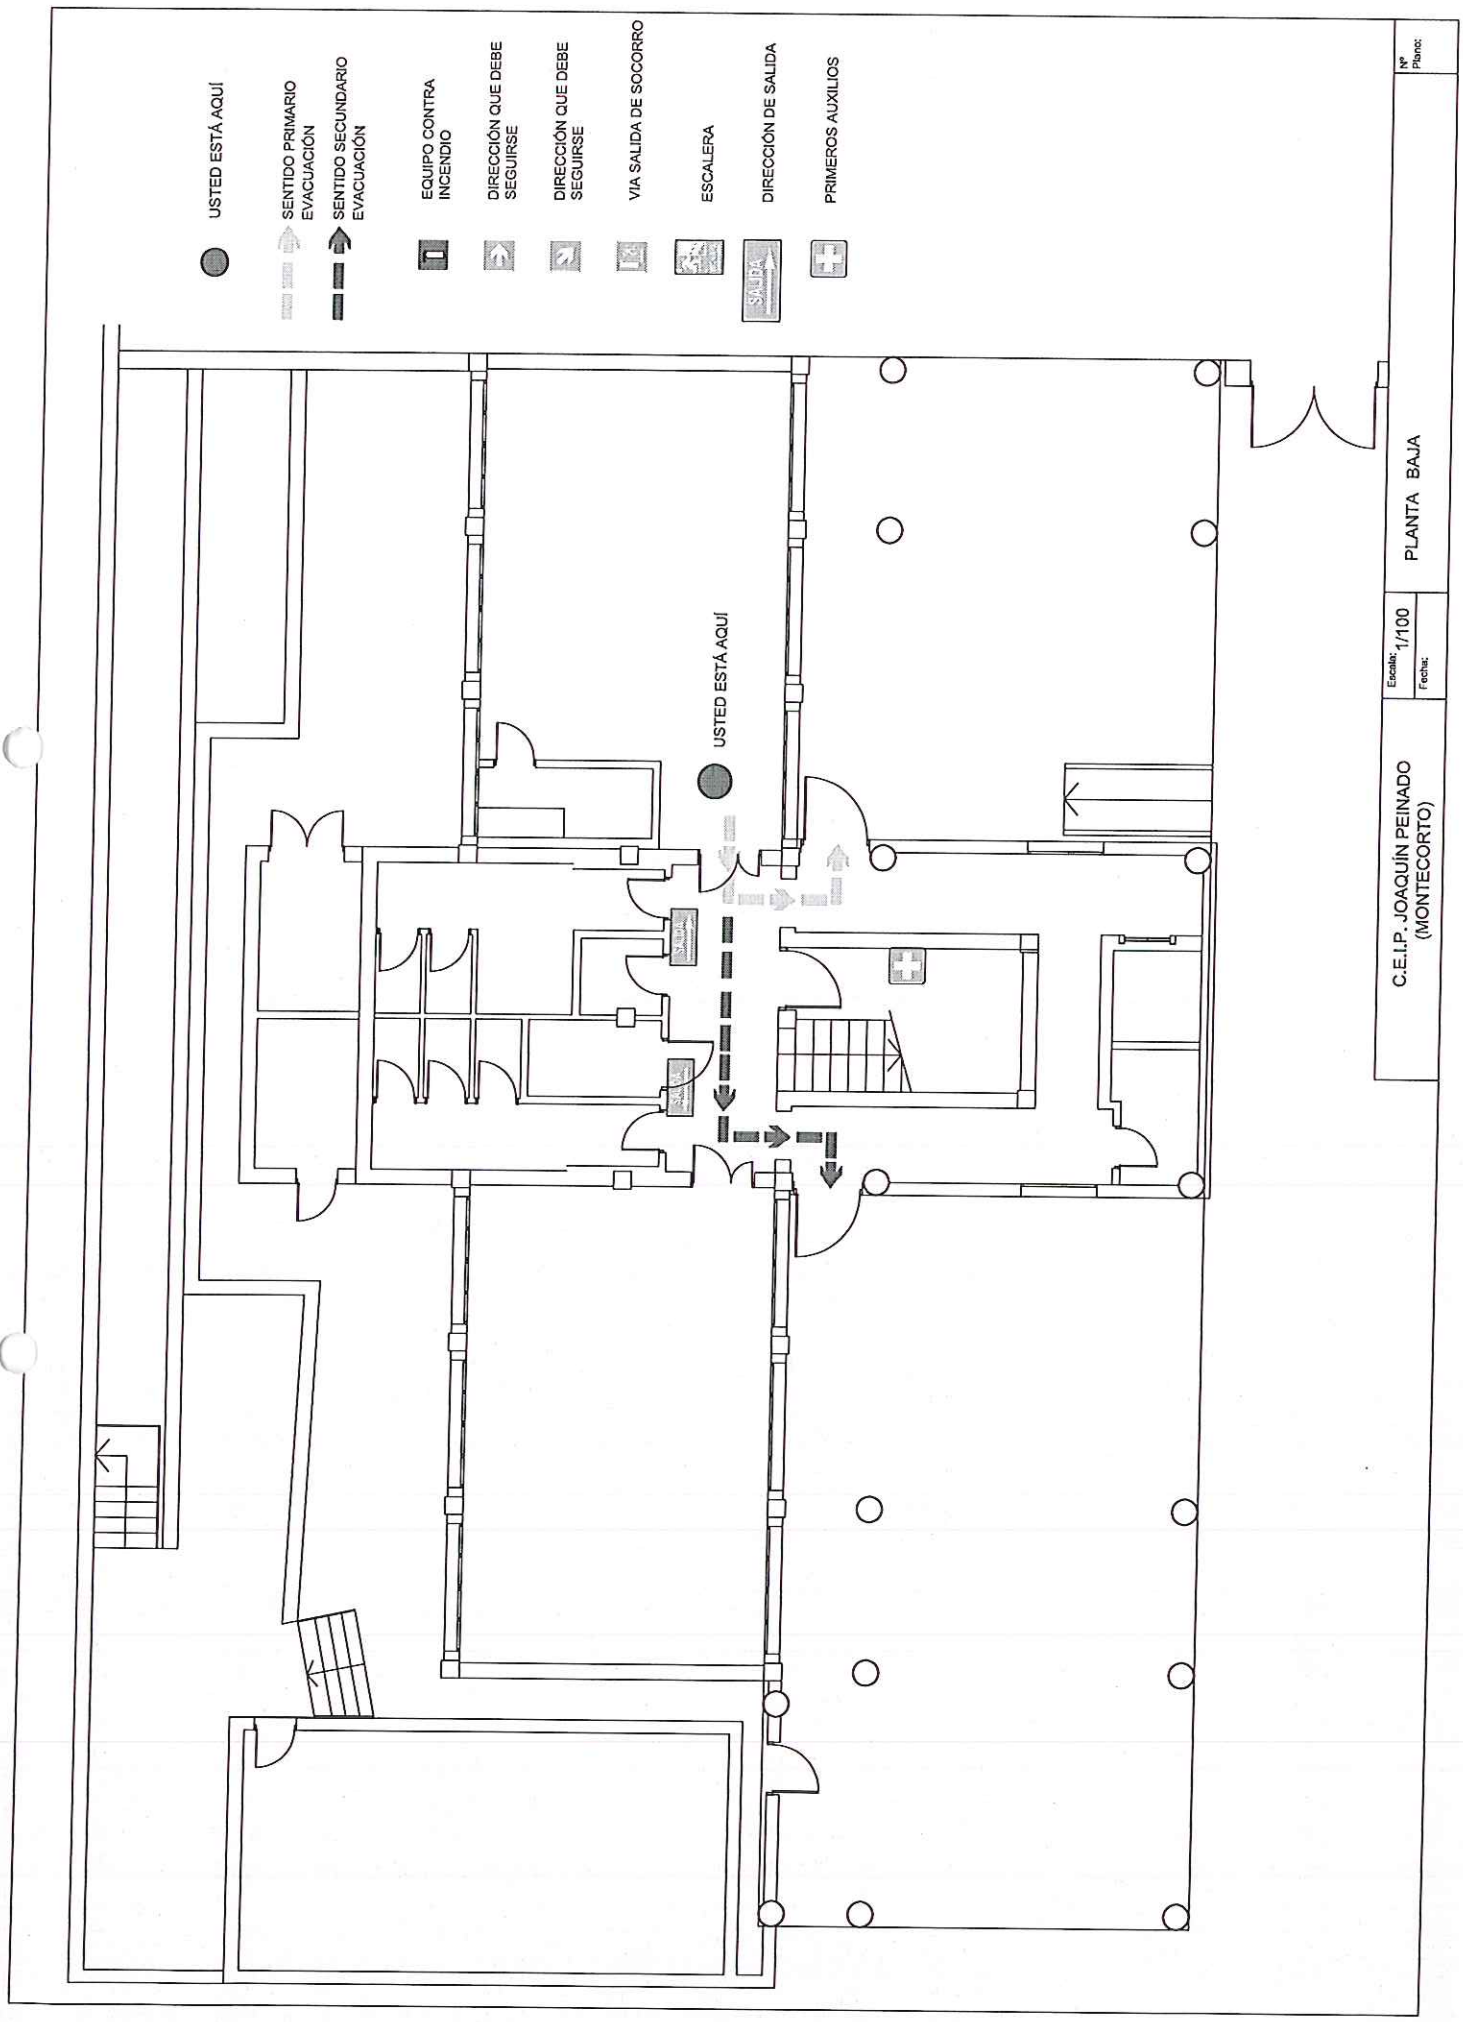 USTED ESTÁ AQUÍ
SENTIDO PRIMARIO
EVACUACIÓN
SENTIDO SECUNDARIO
EVACUACIÓN
EQUIPO CONTRA
INCENDIO
DIRECCIÓN QUE DEBE
SEGUIRSE
DIRECCIÓN QUE DEBE
SEGUIRSE
VIA SALIDA DE SOCORRO
ESCALERA
SALIDA
DIRECCIÓN DE SALIDA
PRIMEROS AUXILIOS
USTED ESTÁ AQUÍ
SALIDA
SALIDA
C.E.I.P. JOAQUÍN PEINADO
(MONTECORTO)
Escala: 1/100
Fecha:
PLANTA BAJA
Nº
Plano: